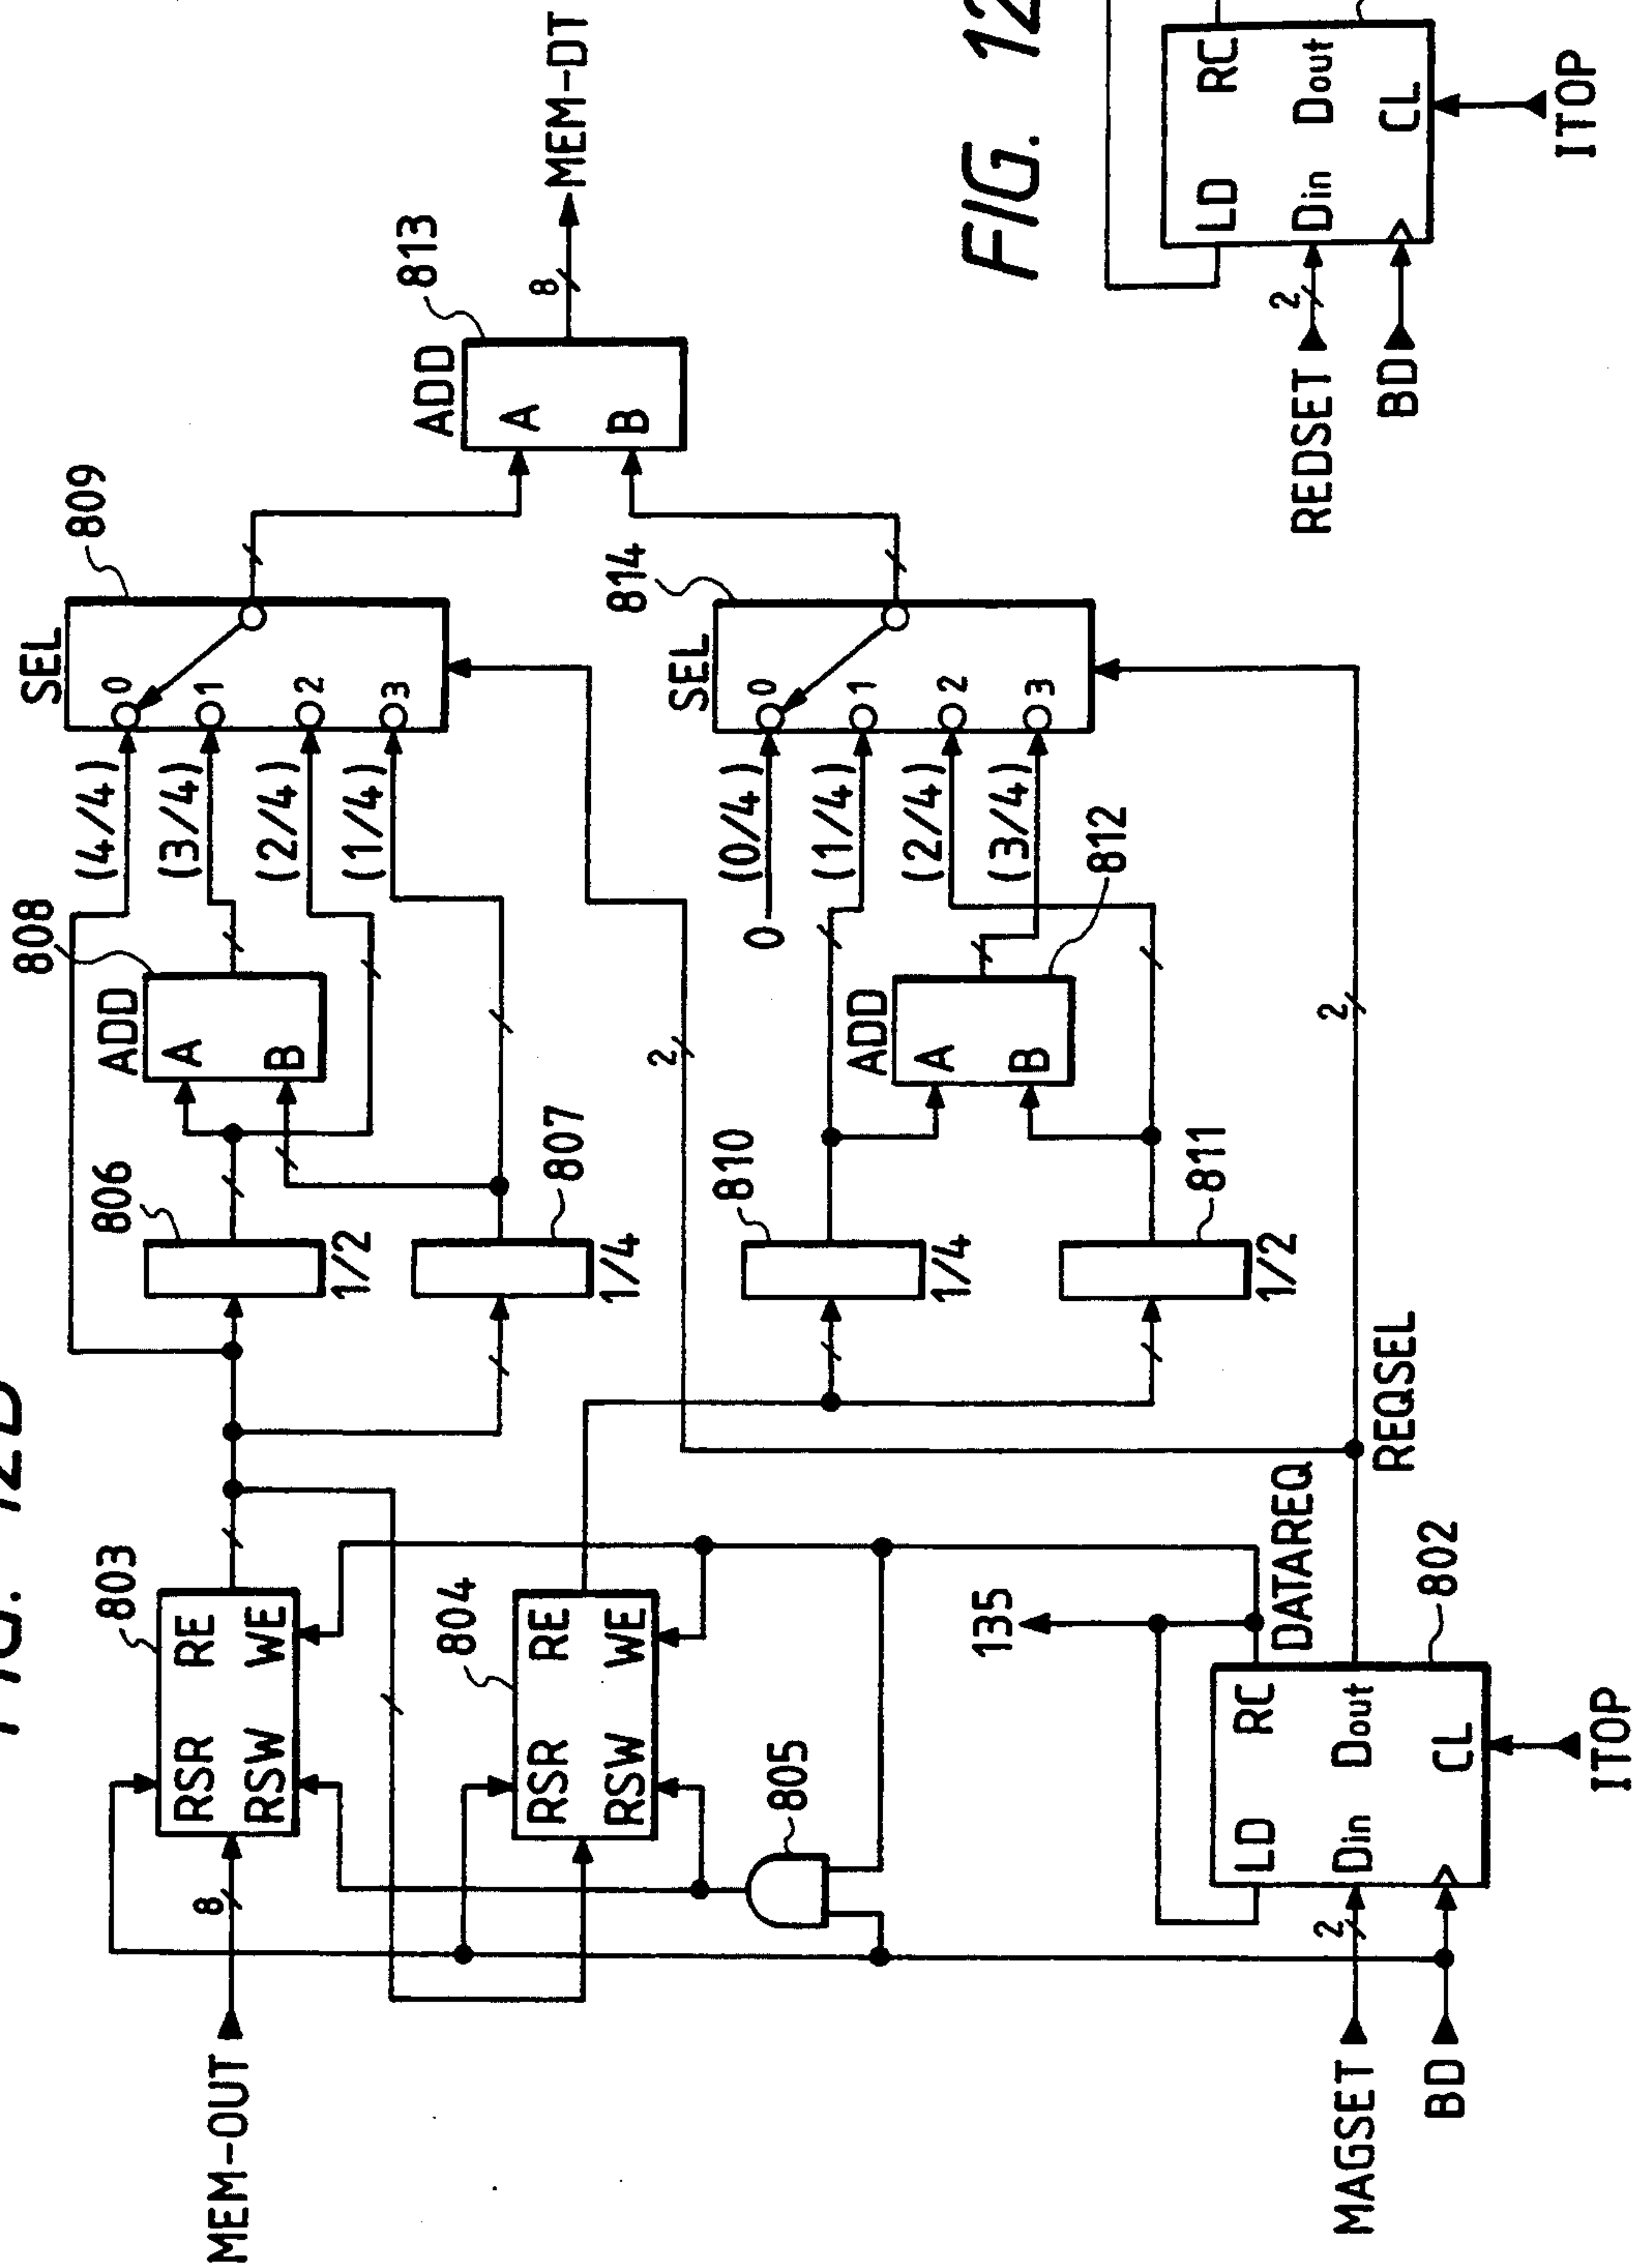 FIG. 12B
MEM-OUT
8
803
RSR RE
RSW WE
804
RSR RE
RSW WE
805
135
DATAREQ
REQSEL
MAGSET
2
BD
LD RC
Din Dout
CL
802
ITOP
806
1/2
807
1/4
808
ADD
A
B
810
1/4
811
1/2
812
ADD
A
B
2
2
(4/4)
(3/4)
(2/4)
(1/4)
0
(0/4)
(1/4)
(2/4)
(3/4)
SEL
0
1
2
3
809
SEL
0
1
2
3
814
ADD
A
B
813
8
MEM-DT
FIG. 12
REDSET
2
BD
LD RC
Din Dout
CL
ITOP